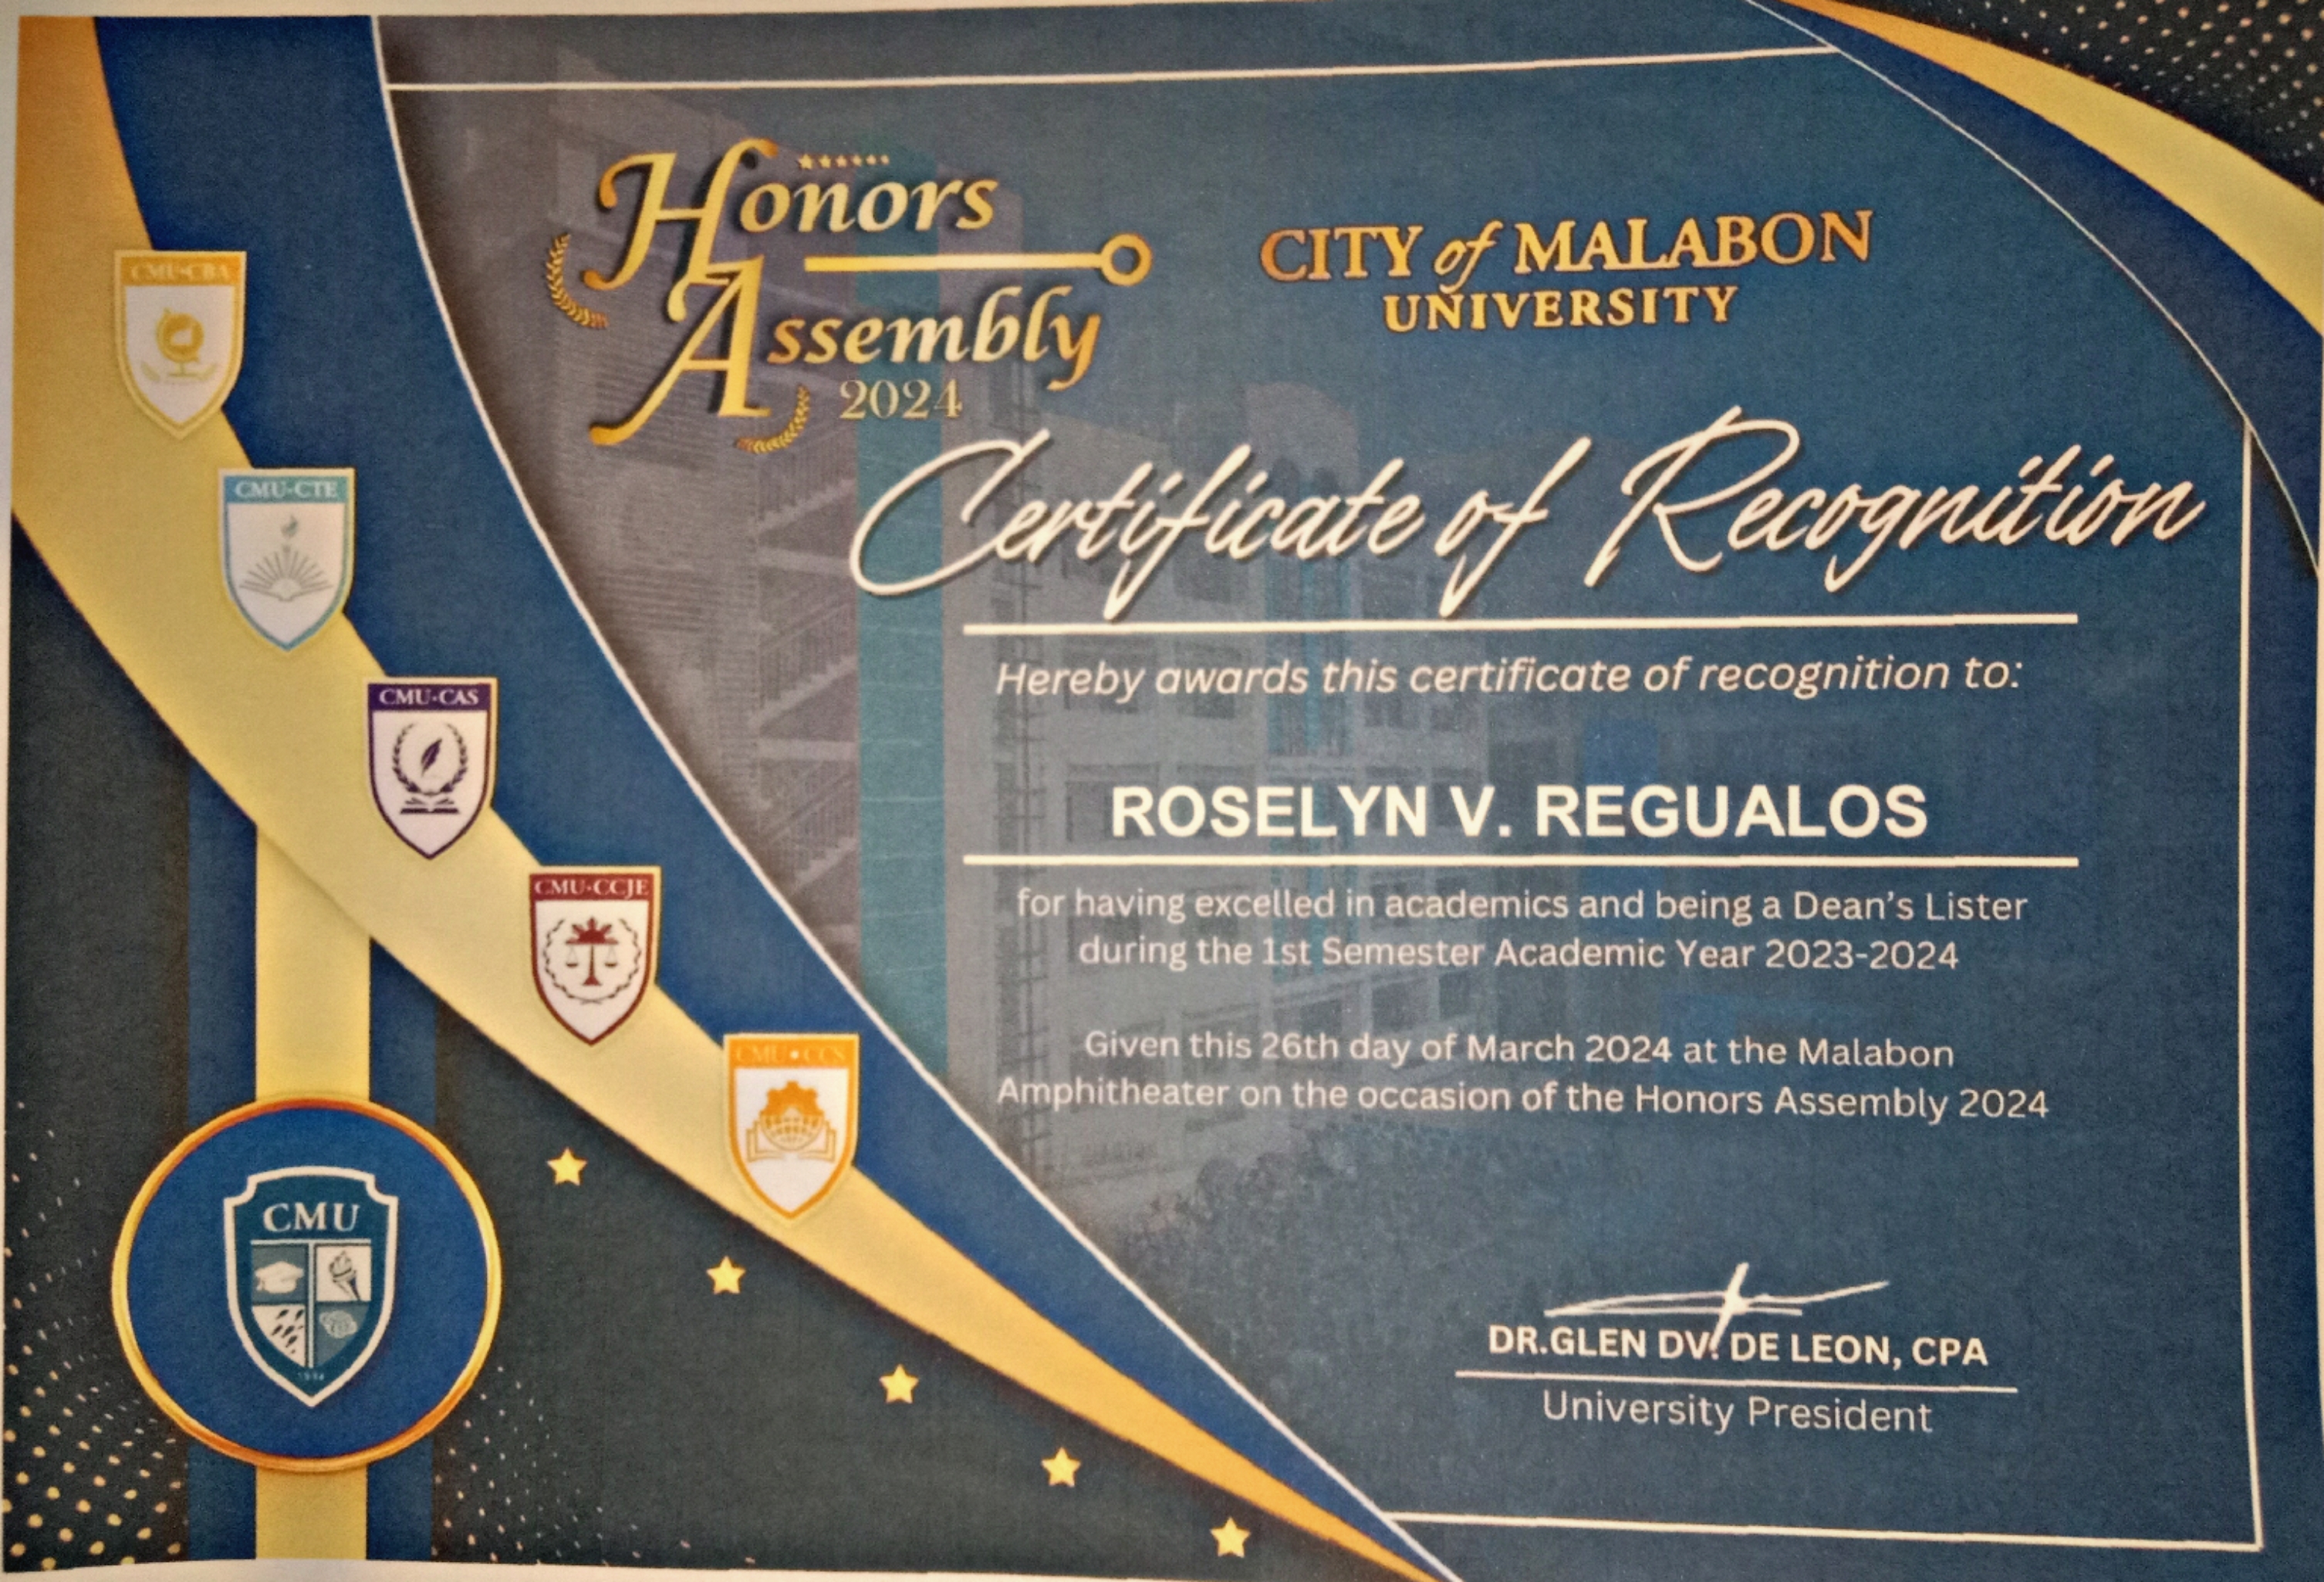 Honors
Assembly
2024
CITY of MALABON
UNIVERSITY
Certificate of Recognition
Hereby awards this certificate of recognition to:
ROSELYN V. REGUALOS
for having excelled in academics and being a Dean's Lister
during the 1st Semester Academic Year 2023-2024
Given this 26th day of March 2024 at the Malabon
Amphitheater on the occasion of the Honors Assembly 2024
DR.GLEN DV. DE LEON, CPA
University President
CMU•CBA
CMU•CTE
CMU•CAS
CMU•CCJE
CMU•CCS
CMU